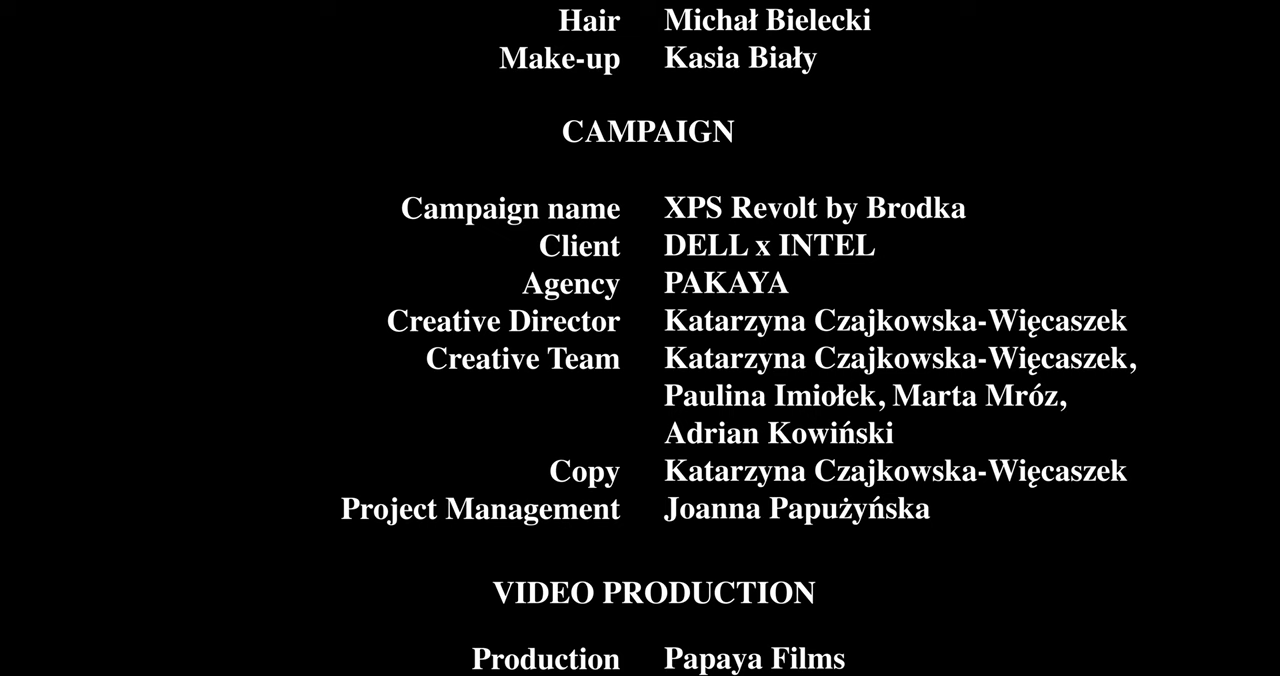 Hair Michał Bielecki
Make-up Kasia Biały
CAMPAIGN
Campaign name XPS Revolt by Brodka
Client DELL x INTEL
Agency PAKAYA
Creative Director Katarzyna Czajkowska-Więcaszek
Creative Team Katarzyna Czajkowska-Więcaszek,
Paulina Imiołek, Marta Mróz,
Adrian Kowiński
Copy Katarzyna Czajkowska-Więcaszek
Project Management Joanna Papużyńska
VIDEO PRODUCTION
Production Papaya Films